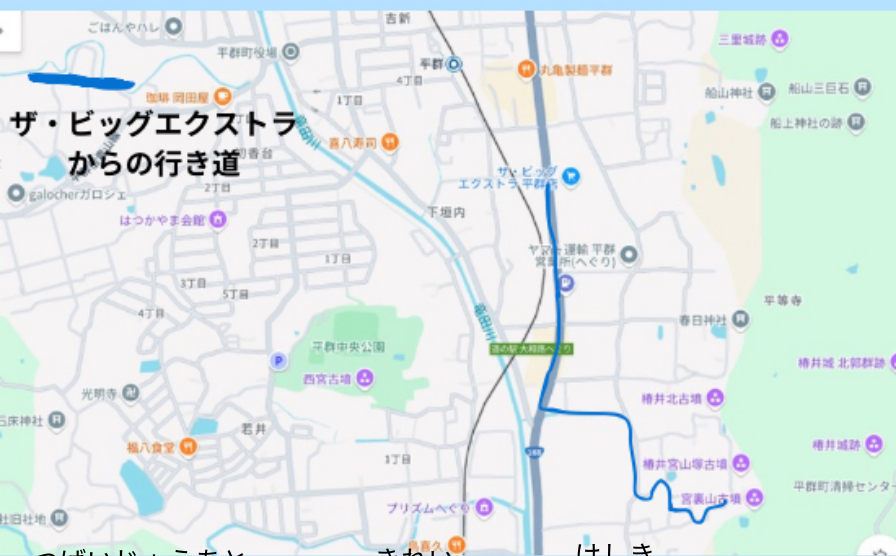 ごはんやハレ
吉新
三里城跡
平群町役場
平群
丸亀製麺平群
4丁目
珈琲 岡田屋
1丁目
船山神社
船山三巨石
船上神社の跡
ザ・ビッグエクストラ
からの行き道
喜八寿司
2丁目
galocherガロシェ
ザ・ビッグ
エクストラ 平群店
はつかやま会館
下垣内
2丁目
1丁目
ヤマト運輸 平群
営業所(へぐり)
3丁目
5丁目
4丁目
平等寺
春日神社
平群中央公園
道の駅 大和路へぐり
椿井城 北郭群跡
西宮古墳
光明寺
椿井北古墳
石床神社
若井
福八食堂
1丁目
168
椿井城跡
椿井宮山塚古墳
平群町清掃センター
宮裏山古墳
プリズムへぐり
社旧社地